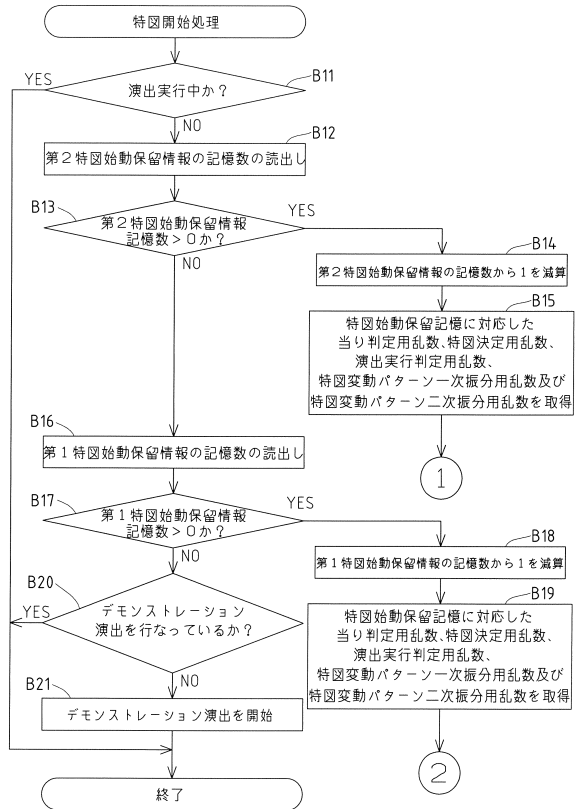 特図開始処理
B11
YES
演出実行中か?
NO
B12
第2特図始動保留情報の記憶数の読出し
B13
第2特図始動保留情報
記憶数>0か?
YES
NO
B14
第2特図始動保留情報の記憶数から1を減算
B15
特図始動保留記憶に対応した
当り判定用乱数、特図決定用乱数、
演出実行判定用乱数、
特図変動パターン一次振分用乱数及び
特図変動パターン二次振分用乱数を取得
1
B16
第1特図始動保留情報の記憶数の読出し
B17
第1特図始動保留情報
記憶数>0か?
YES
NO
B18
第1特図始動保留情報の記憶数から1を減算
B19
特図始動保留記憶に対応した
当り判定用乱数、特図決定用乱数、
演出実行判定用乱数、
特図変動パターン一次振分用乱数及び
特図変動パターン二次振分用乱数を取得
2
B20
YES
デモンストレーション
演出を行なっているか?
NO
B21
デモンストレーション演出を開始
終了